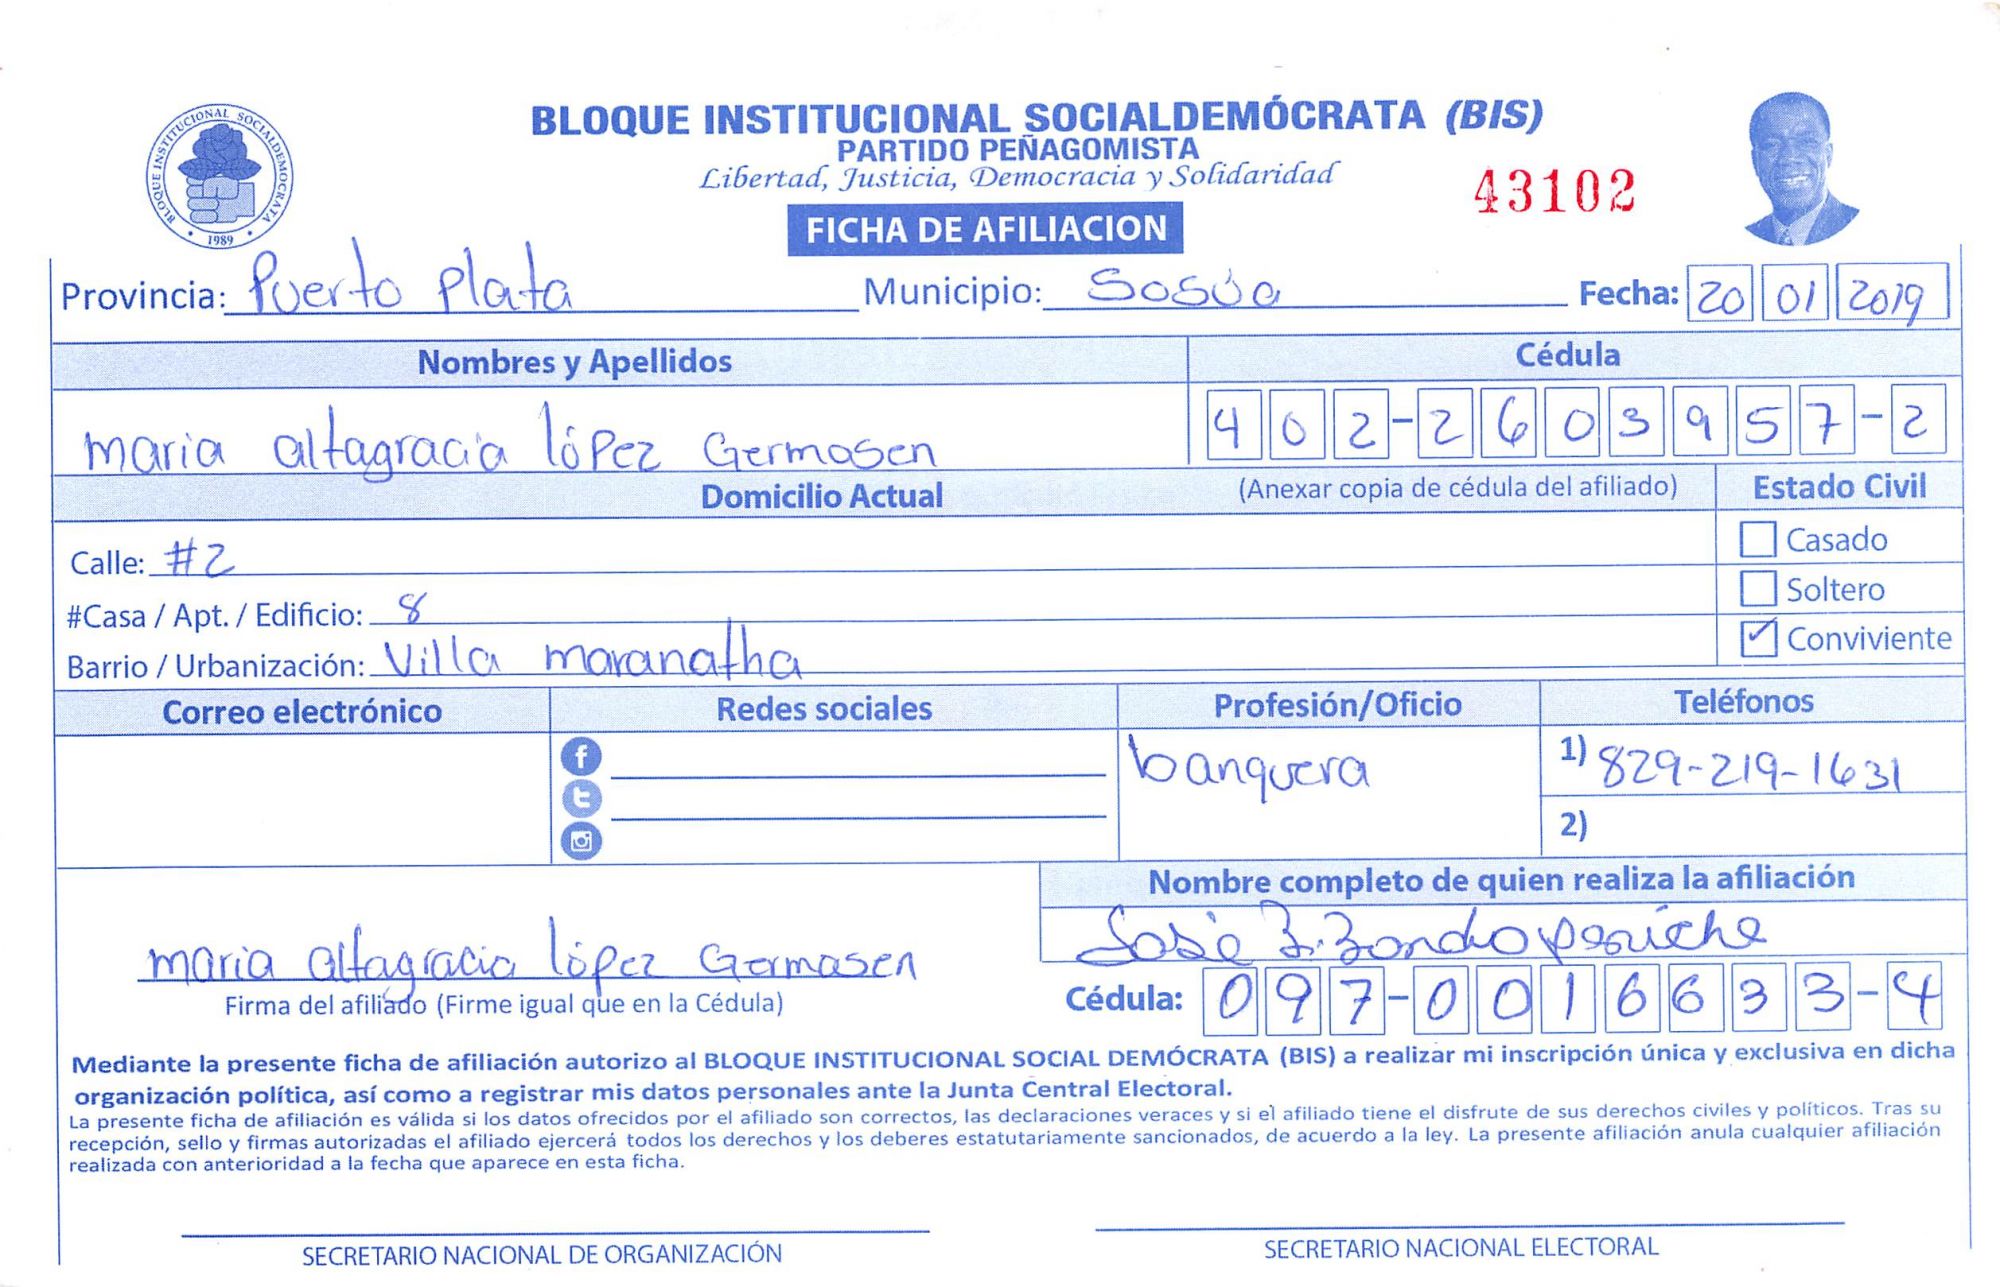 BLOQUE INSTITUCIONAL SOCIALDEMOCRATA
1989
BLOQUE INSTITUCIONAL SOCIALDEMÓCRATA (BIS)
PARTIDO PEÑAGOMISTA
Libertad, Justicia, Democracia y Solidaridad
43102
FICHA DE AFILIACION
Provincia: Puerto Plata Municipio: Sosúa Fecha: 20 01 2019
Nombres y Apellidos Cédula
maria altagracia lópez Germosen 402-2603957-2
Domicilio Actual (Anexar copia de cédula del afiliado) Estado Civil
Calle: #2 Casado
#Casa / Apt. / Edificio: 8 Soltero
Barrio / Urbanización: Villa maranatha Conviviente
Correo electrónico Redes sociales Profesión/Oficio Teléfonos
banquera 1) 829-219-1631
2)
Nombre completo de quien realiza la afiliación
José
maria altagracia lópez Germosen
Firma del afiliado (Firme igual que en la Cédula) Cédula: 097-0016633-4
Mediante la presente ficha de afiliación autorizo al BLOQUE INSTITUCIONAL SOCIAL DEMÓCRATA (BIS) a realizar mi inscripción única y exclusiva en dicha
organización política, así como a registrar mis datos personales ante la Junta Central Electoral.
La presente ficha de afiliación es válida si los datos ofrecidos por el afiliado son correctos, las declaraciones veraces y si el afiliado tiene el disfrute de sus derechos civiles y políticos. Tras su
recepción, sello y firmas autorizadas el afiliado ejercerá todos los derechos y los deberes estatutariamente sancionados, de acuerdo a la ley. La presente afiliación anula cualquier afiliación
realizada con anterioridad a la fecha que aparece en esta ficha.
SECRETARIO NACIONAL DE ORGANIZACIÓN SECRETARIO NACIONAL ELECTORAL